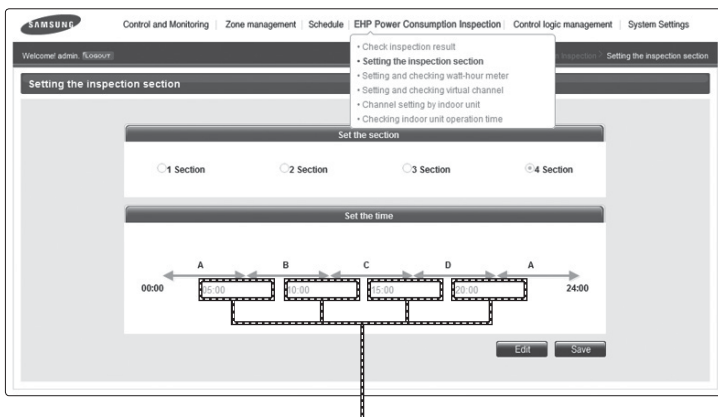 SAMSUNG Control and Monitoring | Zone management | Schedule | EHP Power Consumption Inspection | Control logic management | System Settings
Welcome! admin. LOGOUT Inspection > Setting the inspection section
• Check inspection result
• Setting the inspection section
• Setting and checking watt-hour meter
• Setting and checking virtual channel
• Channel setting by indoor unit
• Checking indoor unit operation time
Setting the inspection section
Set the section
1 Section 2 Section 3 Section 4 Section
Set the time
A B C D A
00:00 05:00 10:00 15:00 20:00 24:00
Edit Save